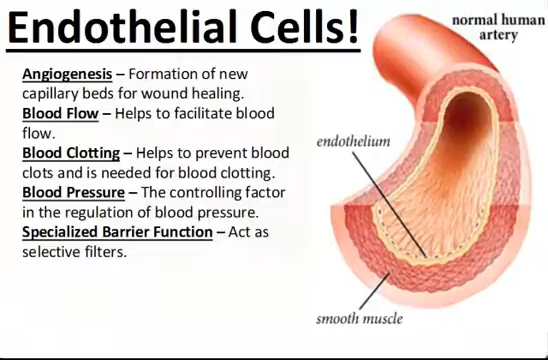 Endothelial Cells!
normal human
artery
Angiogenesis – Formation of new
capillary beds for wound healing.
Blood Flow – Helps to facilitate blood
flow.
Blood Clotting – Helps to prevent blood
clots and is needed for blood clotting.
Blood Pressure – The controlling factor
in the regulation of blood pressure.
Specialized Barrier Function – Act as
selective filters.
endothelium
smooth muscle